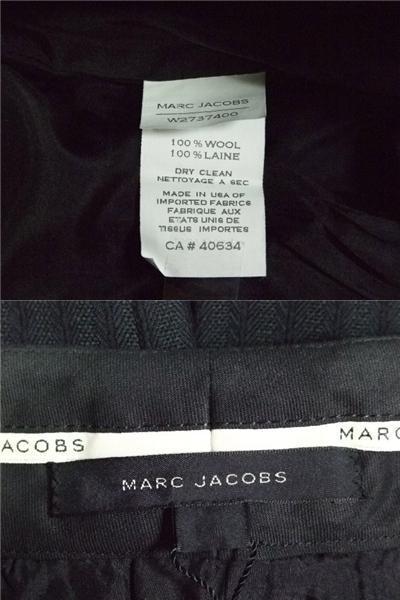 MARC JACOBS
W2737400
100% WOOL
100% LAINE
DRY CLEAN
NETTOYAGE A SEC
MADE IN USA OF
IMPORTED FABRICS
FABRIQUE AUX
ETATS UNIS DE
TISSUS IMPORTES
CA # 40634
ACOBS
MARC
MARC JACOBS